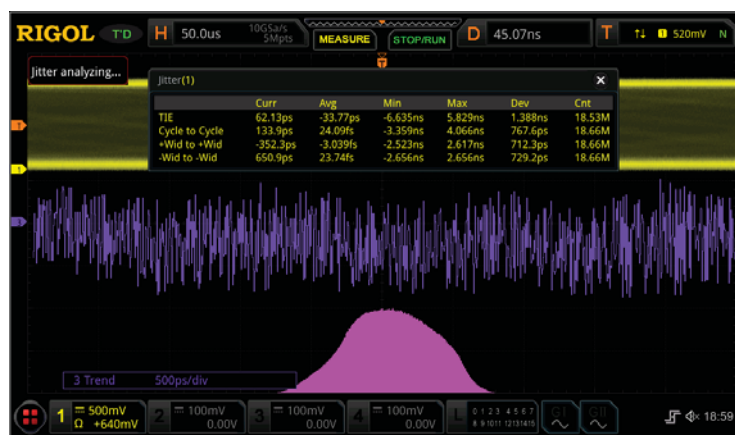 RIGOL T'D H 50.0us 10GSa/s 5Mpts MEASURE STOP/RUN D 45.07ns T 1 520mV N
T
Jitter analyzing...
Jitter(1) ×
Curr Avg Min Max Dev Cnt
TIE 62.13ps -33.77ps -6.635ns 5.829ns 1.388ns 18.53M
Cycle to Cycle 133.9ps 24.09fs -3.359ns 4.066ns 767.6ps 18.66M
+Wid to +Wid -352.3ps -3.039fs -2.523ns 2.617ns 712.3ps 18.66M
-Wid to -Wid 650.9ps 23.74fs -2.656ns 2.656ns 729.2ps 18.66M
T
1
3
3 Trend 500ps/div
1 500mV Ω +640mV 2 100mV 0.00V 3 100mV 0.00V 4 100mV 0.00V L 0 1 2 3 4 5 6 7 8 9 10 11 12 13 14 15 GI GII 18:59